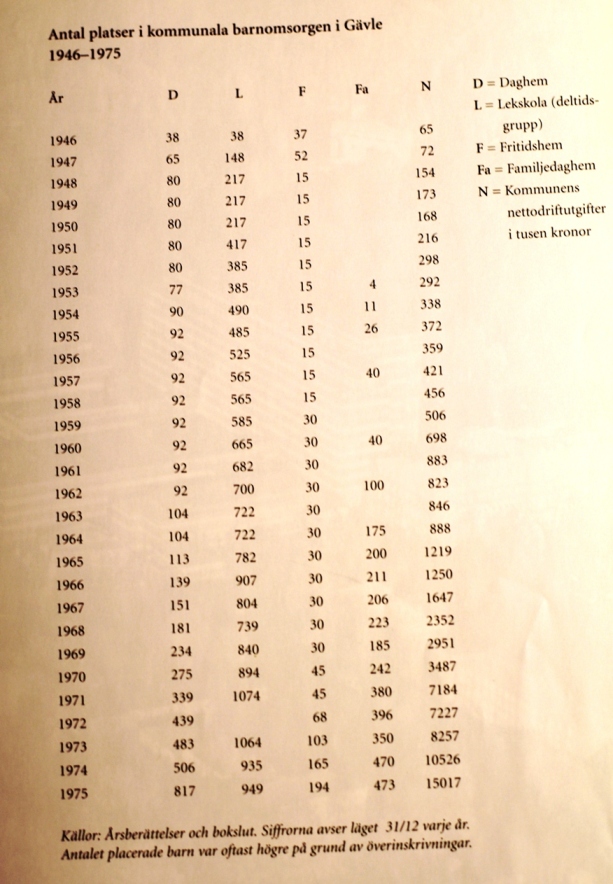 Antal platser i kommunala barnomsorgen i Gävle
1946–1975
År D L F Fa N
1946 38 38 37 65
1947 65 148 52 72
1948 80 217 15 154
1949 80 217 15 173
1950 80 217 15 168
1951 80 417 15 216
1952 80 385 15 298
1953 77 385 15 4 292
1954 90 490 15 11 338
1955 92 485 15 26 372
1956 92 525 15 359
1957 92 565 15 40 421
1958 92 565 15 456
1959 92 585 30 506
1960 92 665 30 40 698
1961 92 682 30 883
1962 92 700 30 100 823
1963 104 722 30 846
1964 104 722 30 175 888
1965 113 782 30 200 1219
1966 139 907 30 211 1250
1967 151 804 30 206 1647
1968 181 739 30 223 2352
1969 234 840 30 185 2951
1970 275 894 45 242 3487
1971 339 1074 45 380 7184
1972 439 68 396 7227
1973 483 1064 103 350 8257
1974 506 935 165 470 10526
1975 817 949 194 473 15017
D = Daghem
L = Lekskola (deltids-
grupp)
F = Fritidshem
Fa = Familjedaghem
N = Kommunens
nettodriftutgifter
i tusen kronor
Källor: Årsberättelser och bokslut. Siffrorna avser läget 31/12 varje år.
Antalet placerade barn var oftast högre på grund av överinskrivningar.